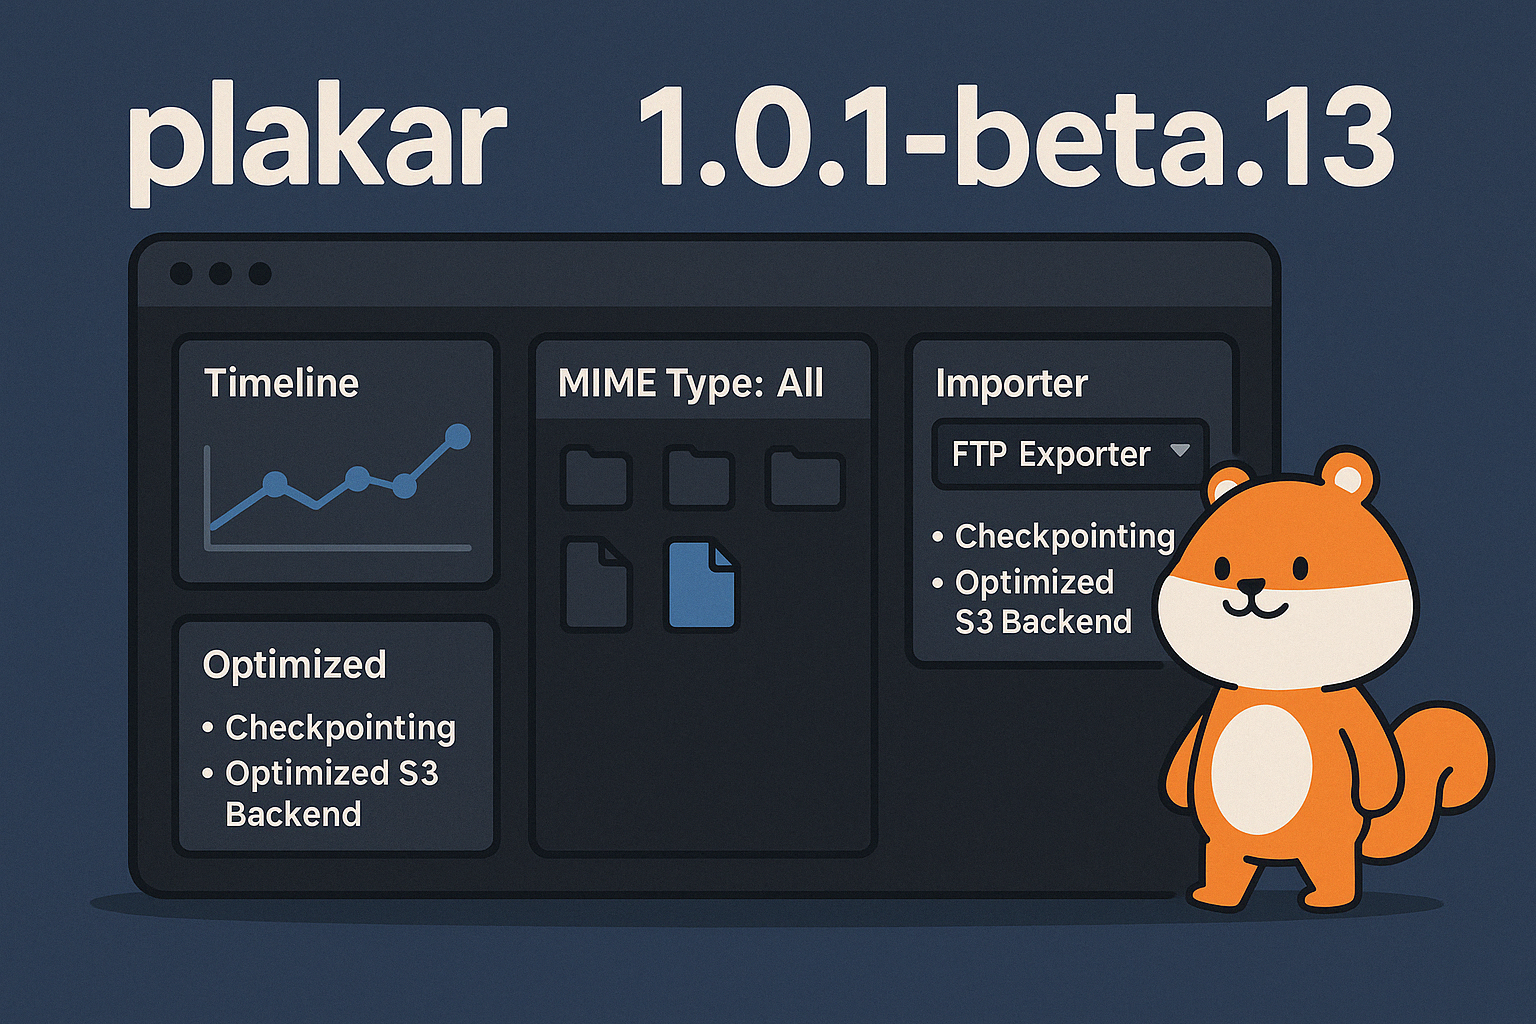 plakar 1.0.1-beta.13
Timeline
MIME Type: All
Importer
FTP Exporter
• Checkpointing
• Optimized
S3 Backend
Optimized
• Checkpointing
• Optimized S3
Backend